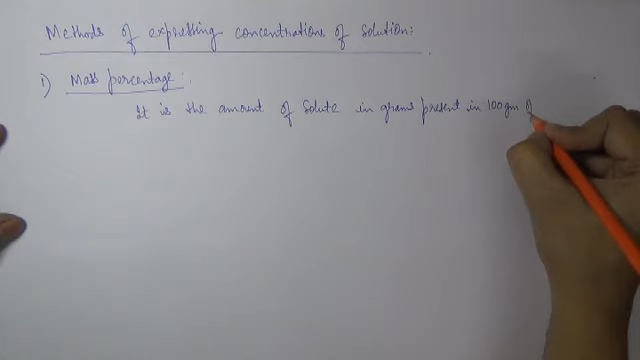 Methods of expressing concentrations of solution:
1) Mass percentage:
It is the amount of solute in grams present in 100gm of